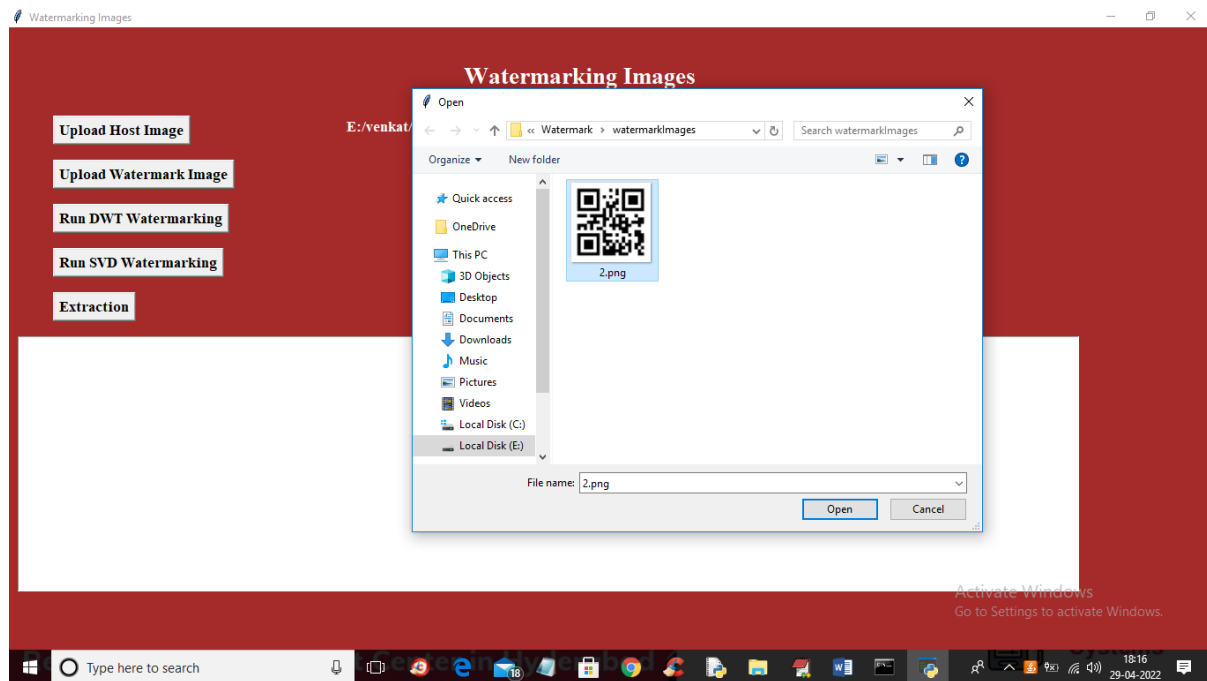 Watermarking Images
Watermarking Images
Upload Host Image
E:/venkat/
Upload Watermark Image
Run DWT Watermarking
Run SVD Watermarking
Extraction
Open
« Watermark › watermarkImages
Search watermarkImages
Organize
New folder
Quick access
OneDrive
This PC
3D Objects
Desktop
Documents
Downloads
Music
Pictures
Videos
Local Disk (C:)
Local Disk (E:)
2.png
File name: 2.png
Open
Cancel
Activate Windows
Go to Settings to activate Windows.
Type here to search
18
18:16
29-04-2022